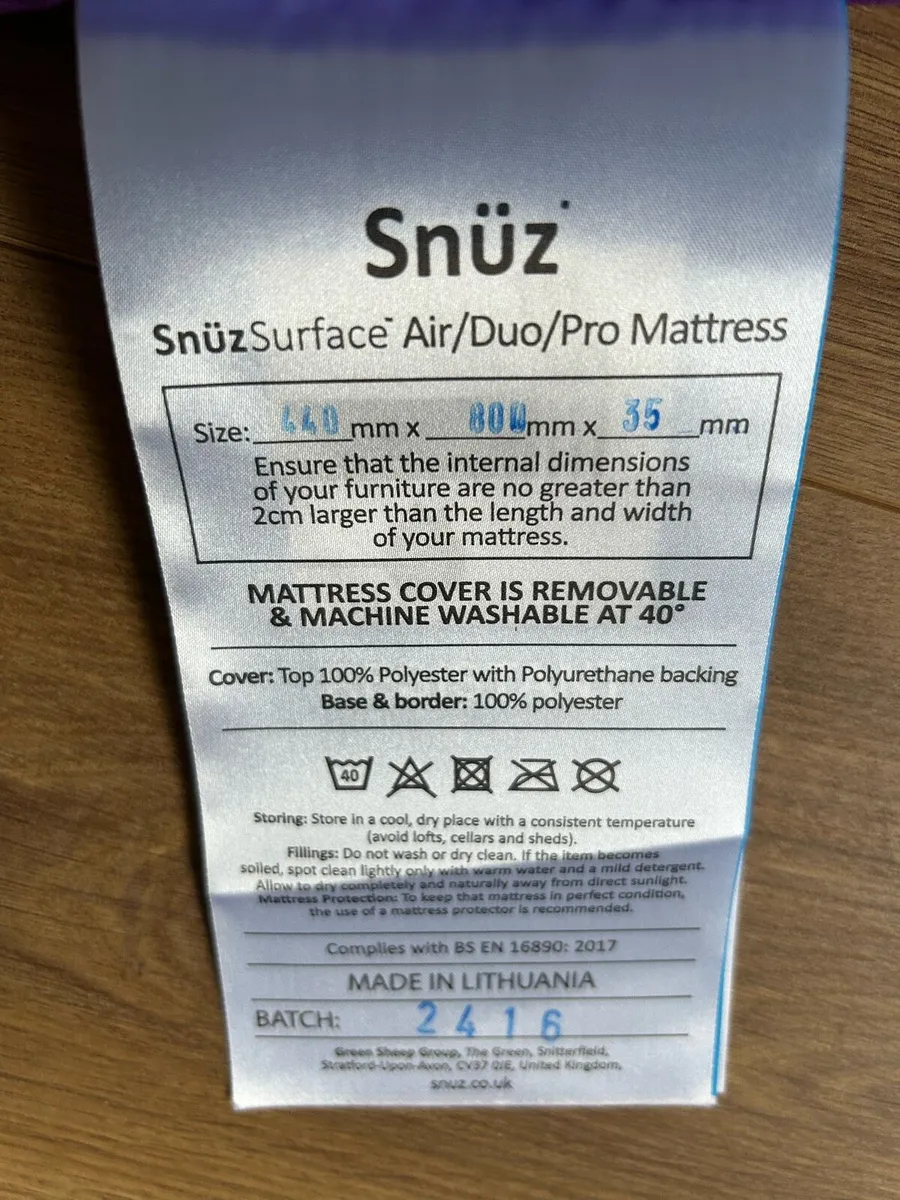 Snüz
SnüzSurface™ Air/Duo/Pro Mattress
Size: 440 mm x 800 mm x 35 mm
Ensure that the internal dimensions
of your furniture are no greater than
2cm larger than the length and width
of your mattress.
MATTRESS COVER IS REMOVABLE
& MACHINE WASHABLE AT 40°
Cover: Top 100% Polyester with Polyurethane backing
Base & border: 100% polyester
40
Storing: Store in a cool, dry place with a consistent temperature
(avoid lofts, cellars and sheds).
Fillings: Do not wash or dry clean. If the item becomes
soiled, spot clean lightly only with warm water and a mild detergent.
Allow to dry completely and naturally away from direct sunlight.
Mattress Protection: To keep that mattress in perfect condition,
the use of a mattress protector is recommended.
Complies with BS EN 16890: 2017
MADE IN LITHUANIA
BATCH: 2416
Green Sheep Group, The Green, Snitterfield,
Stratford-Upon-Avon, CV37 0JE, United Kingdom,
snuz.co.uk